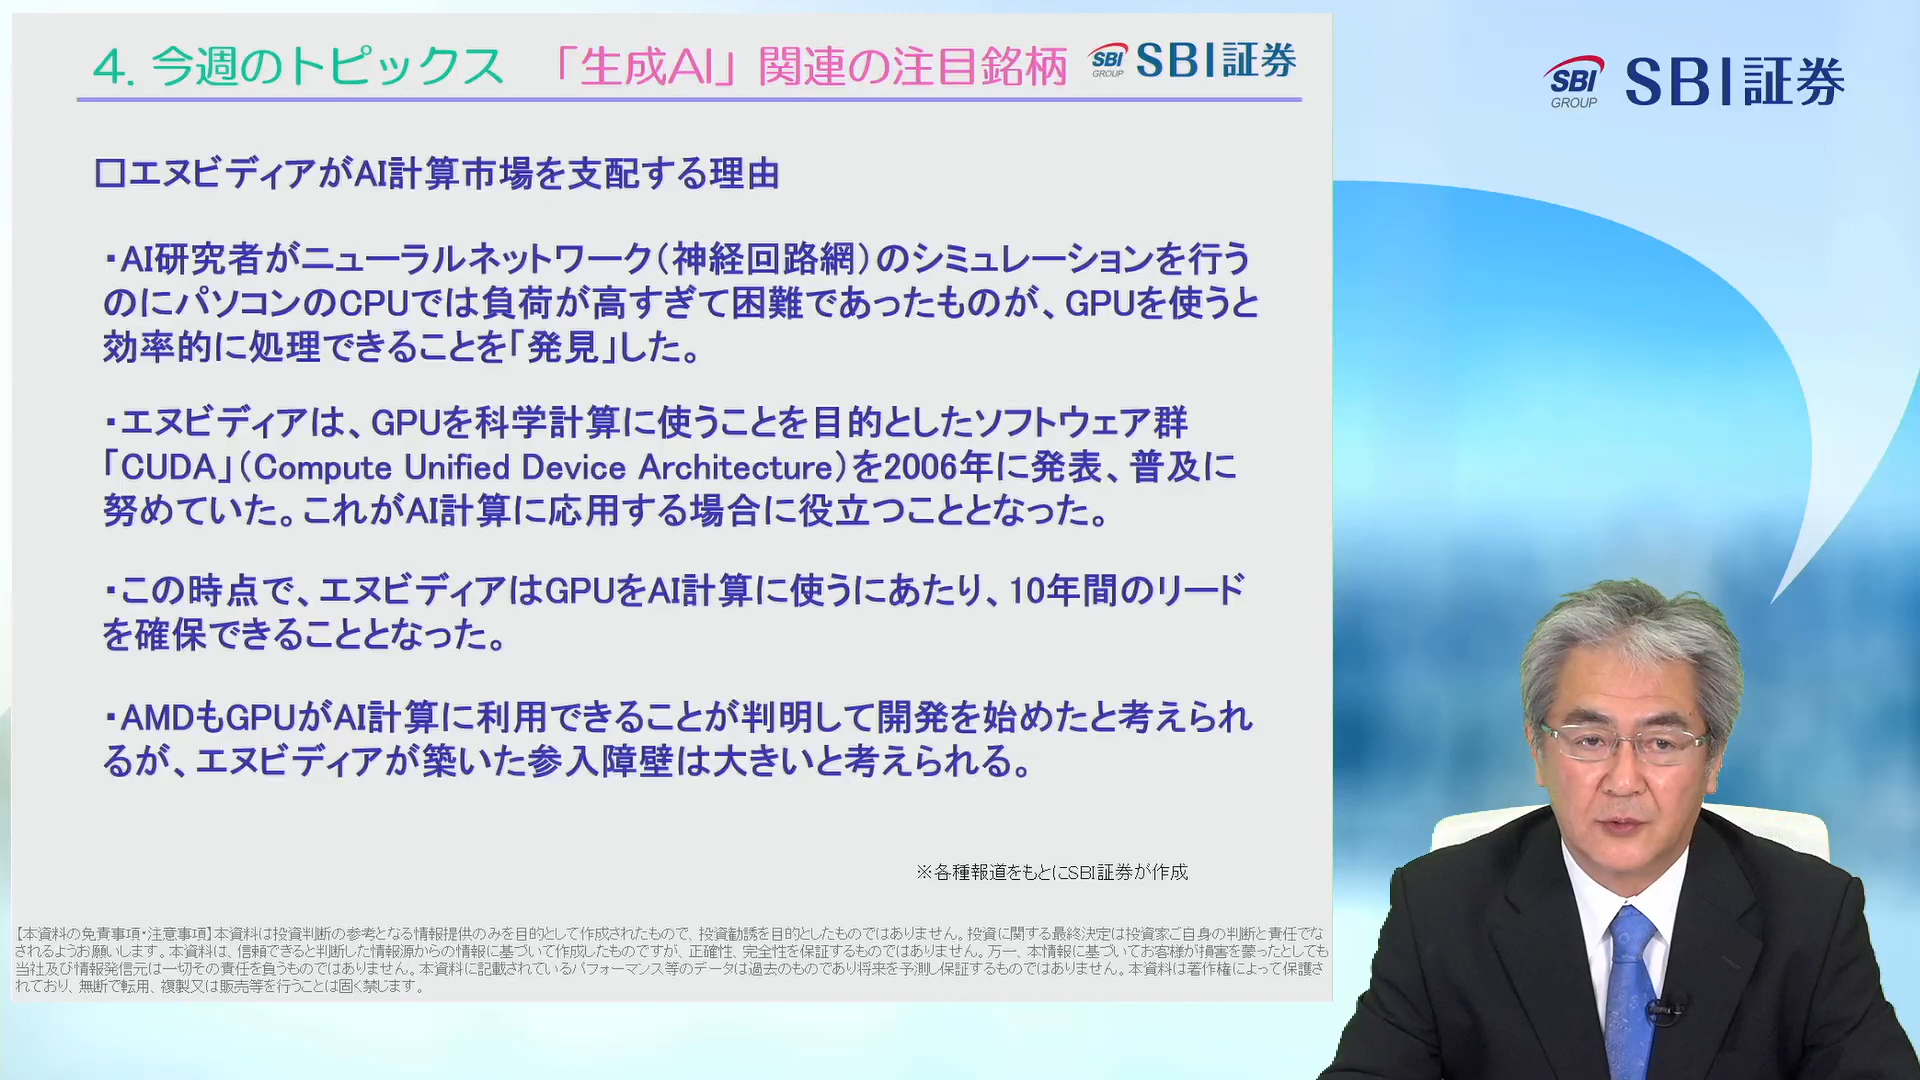 4. 今週のトピックス 「生成AI」関連の注目銘柄 SBI GROUP SBI証券
SBI GROUP SBI証券
□エヌビディアがAI計算市場を支配する理由
・AI研究者がニューラルネットワーク（神経回路網）のシミュレーションを行う
のにパソコンのCPUでは負荷が高すぎて困難であったものが、GPUを使うと
効率的に処理できることを「発見」した。
・エヌビディアは、GPUを科学計算に使うことを目的としたソフトウェア群
「CUDA」（Compute Unified Device Architecture）を2006年に発表、普及に
努めていた。これがAI計算に応用する場合に役立つこととなった。
・この時点で、エヌビディアはGPUをAI計算に使うにあたり、10年間のリード
を確保できることとなった。
・AMDもGPUがAI計算に利用できることが判明して開発を始めたと考えられ
るが、エヌビディアが築いた参入障壁は大きいと考えられる。
※各種報道をもとにSBI証券が作成
【本資料の免責事項・注意事項】本資料は投資判断の参考となる情報提供のみを目的として作成されたもので、投資勧誘を目的としたものではありません。投資に関する最終決定は投資家ご自身の判断と責任でな
されるようお願いします。本資料は、信頼できると判断した情報源からの情報に基づいて作成したものですが、正確性、完全性を保証するものではありません。万一、本情報に基づいてお客様が損害を蒙ったとしても
当社及び情報発信元は一切その責任を負うものではありません。本資料に記載されているパフォーマンス等のデータは過去のものであり将来を予測し保証するものではありません。本資料は著作権によって保護さ
れており、無断で転用、複製又は販売等を行うことは固く禁じます。